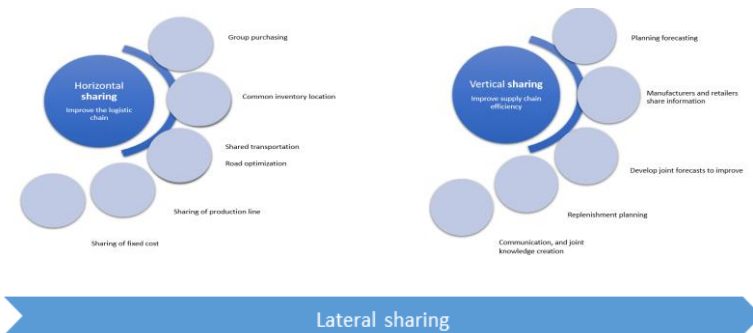 Horizontal
sharing
Improve the logistic
chain
Group purchasing
Common inventory location
Shared transportation
Road optimization
Sharing of production line
Sharing of fixed cost
Vertical sharing
Improve supply chain
efficiency
Planning forecasting
Manufacturers and retailers
share information
Develop joint forecasts to improve
Replenishment planning
Communication, and joint
knowledge creation
Lateral sharing